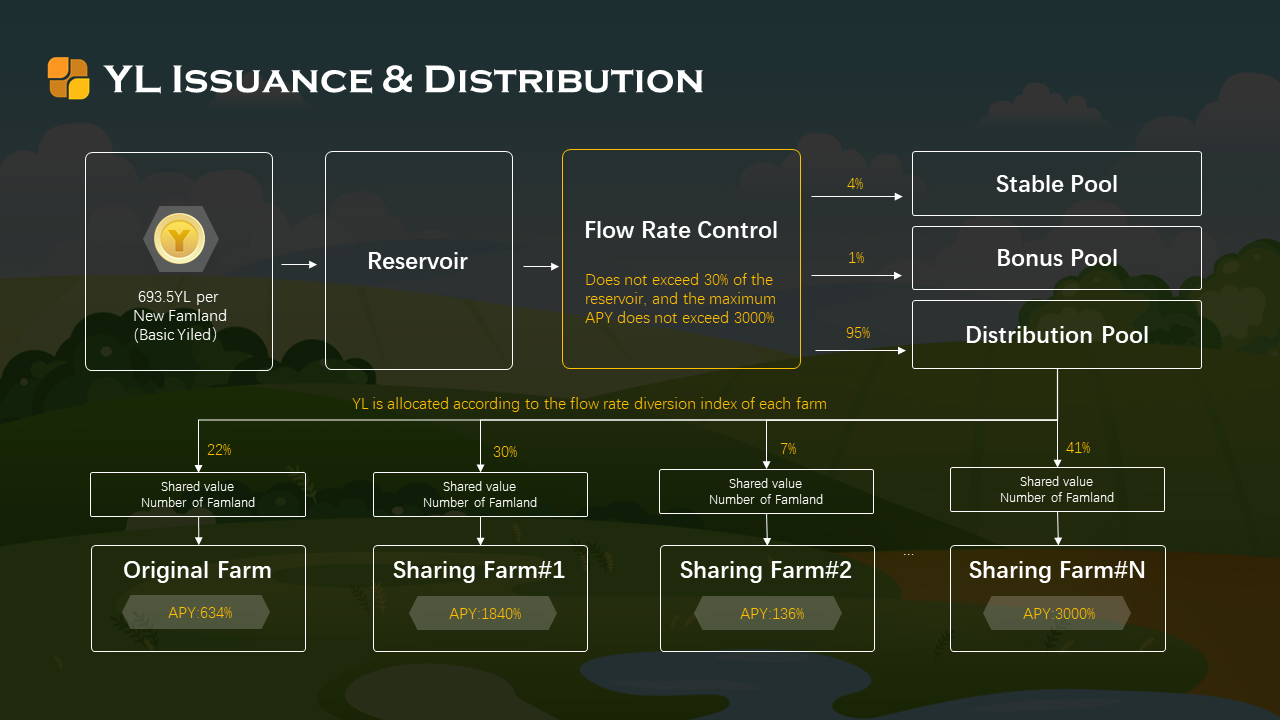 YL ISSUANCE & DISTRIBUTION
Y
693.5YL per
New Famland
(Basic Yiled)
Reservoir
Flow Rate Control
Does not exceed 30% of the
reservoir, and the maximum
APY does not exceed 3000%
4%
Stable Pool
1%
Bonus Pool
95%
Distribution Pool
YL is allocated according to the flow rate diversion index of each farm
22%
30%
7%
41%
Shared value
Number of Famland
Shared value
Number of Famland
Shared value
Number of Famland
Shared value
Number of Famland
Original Farm
APY:634%
Sharing Farm#1
APY:1840%
Sharing Farm#2
APY:136%
...
Sharing Farm#N
APY:3000%